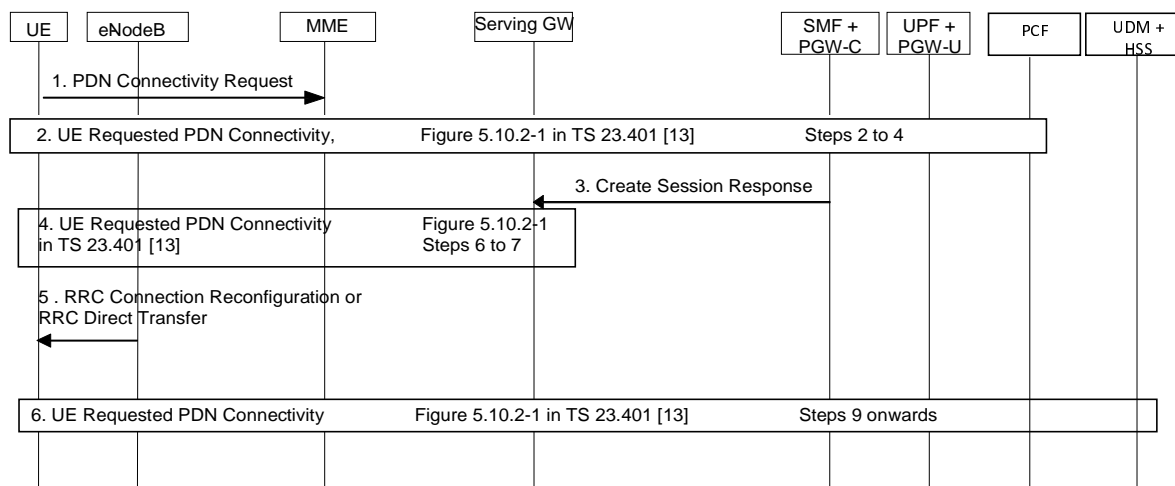 UE
eNodeB
MME
Serving GW
SMF +
PGW-C
UPF +
PGW-U
PCF
UDM +
HSS
1. PDN Connectivity Request
2. UE Requested PDN Connectivity, Figure 5.10.2-1 in TS 23.401 [13] Steps 2 to 4
3. Create Session Response
4. UE Requested PDN Connectivity Figure 5.10.2-1
in TS 23.401 [13] Steps 6 to 7
5 . RRC Connection Reconfiguration or
RRC Direct Transfer
6. UE Requested PDN Connectivity Figure 5.10.2-1 in TS 23.401 [13] Steps 9 onwards